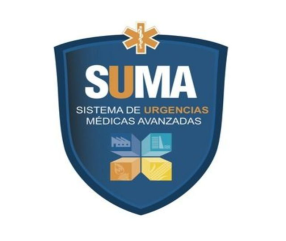 SUMA
SISTEMA DE URGENCIAS
MÉDICAS AVANZADAS